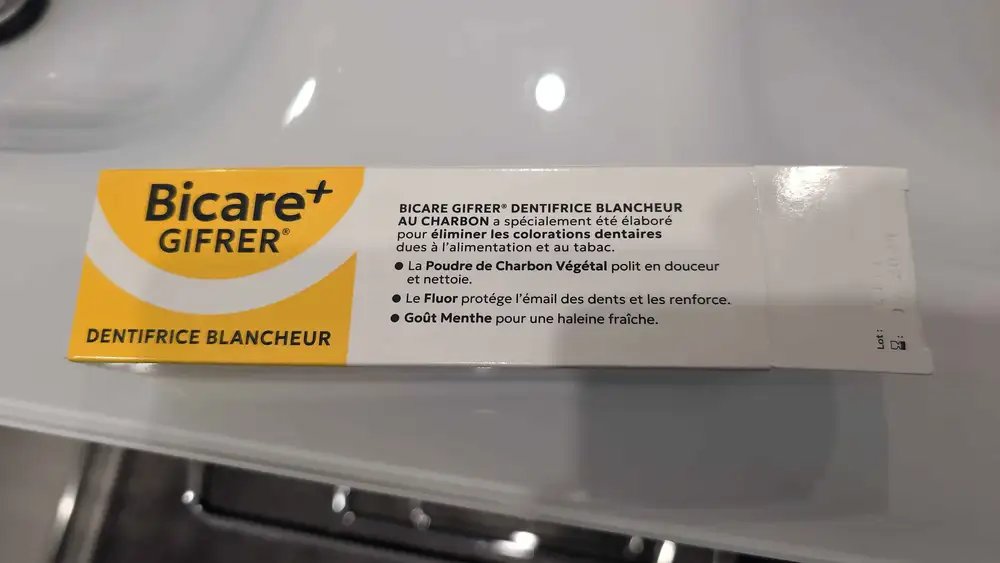 Bicare+
GIFRER®
DENTIFRICE BLANCHEUR
BICARE GIFRER® DENTIFRICE BLANCHEUR
AU CHARBON a spécialement été élaboré
pour éliminer les colorations dentaires
dues à l'alimentation et au tabac.
● La Poudre de Charbon Végétal polit en douceur
et nettoie.
● Le Fluor protége l'émail des dents et les renforce.
● Goût Menthe pour une haleine fraîche.
Lot :